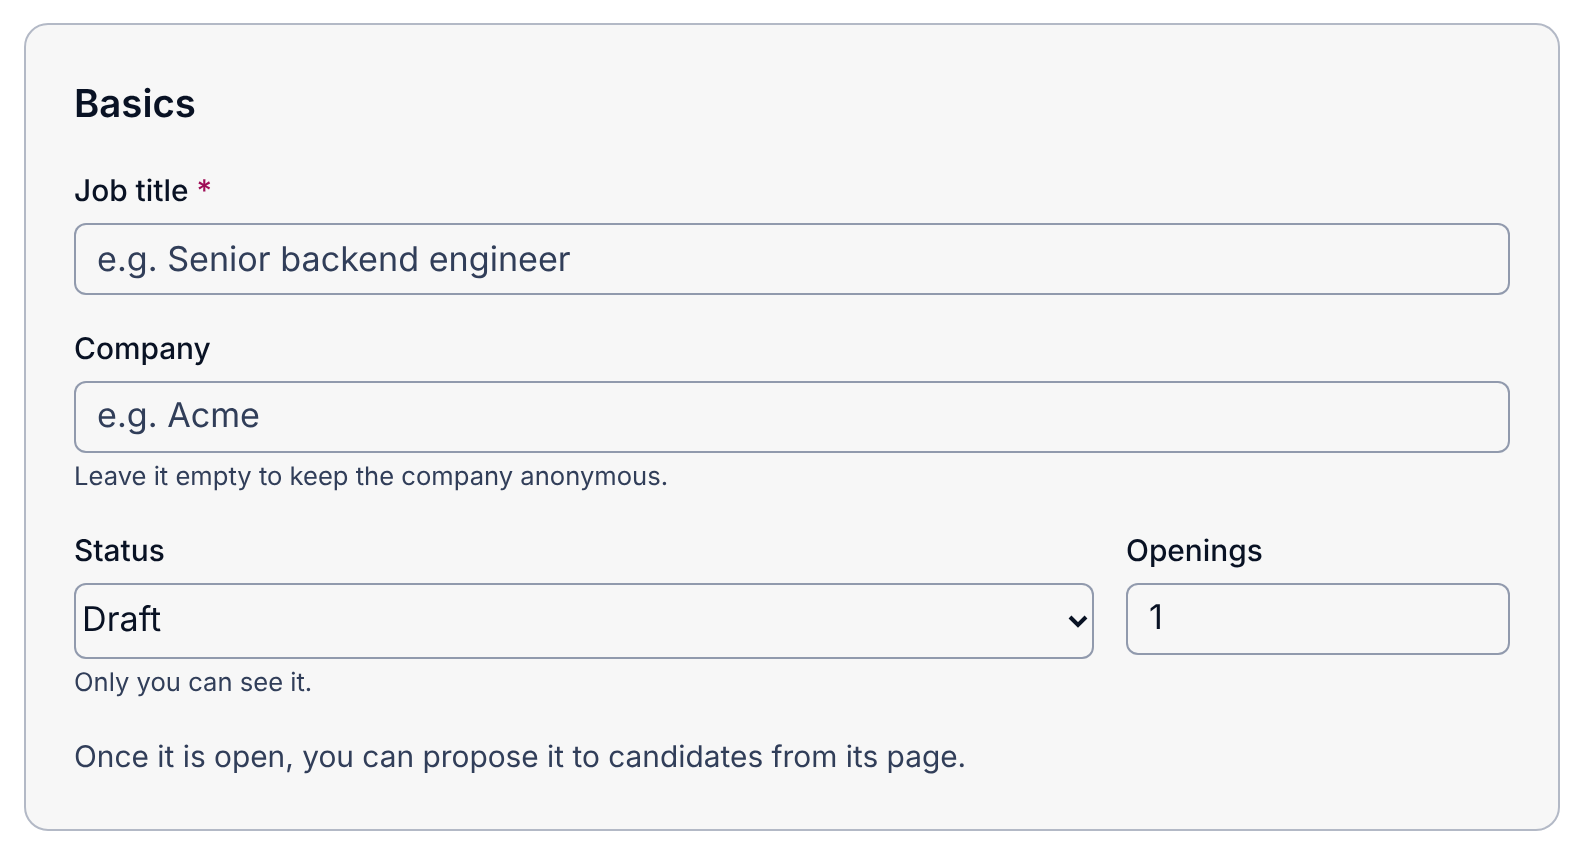 Basics
Job title *
e.g. Senior backend engineer
Company
e.g. Acme
Leave it empty to keep the company anonymous.
Status
Openings
Draft
1
Only you can see it.
Once it is open, you can propose it to candidates from its page.